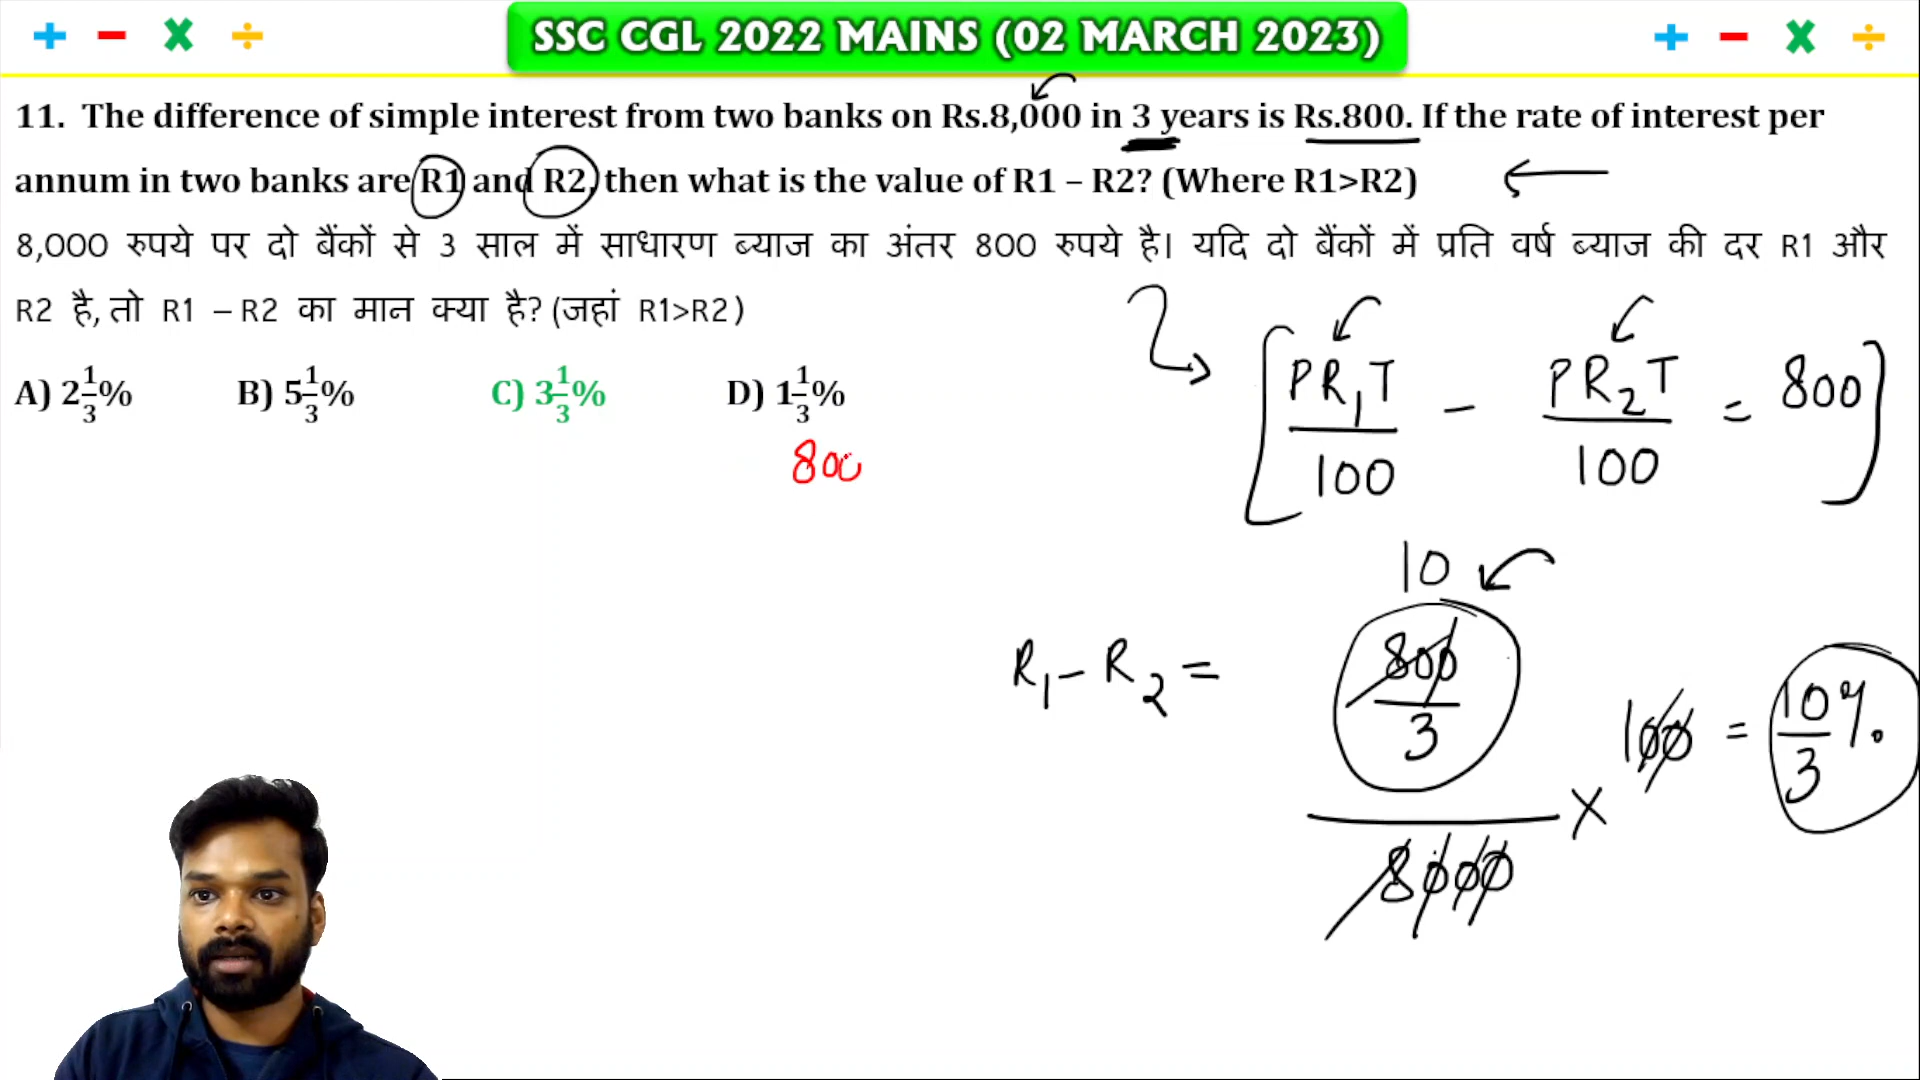 + − × ÷ SSC CGL 2022 MAINS (02 MARCH 2023) + − × ÷
11. The difference of simple interest from two banks on Rs.8,000 in 3 years is Rs.800. If the rate of interest per
annum in two banks are R1 and R2, then what is the value of R1 – R2? (Where R1>R2)
8,000 रुपये पर दो बैंकों से 3 साल में साधारण ब्याज का अंतर 800 रुपये है। यदि दो बैंकों में प्रति वर्ष ब्याज की दर R1 और
R2 है, तो R1 – R2 का मान क्या है? (जहां R1>R2)
A) 2 1/3% B) 5 1/3% C) 3 1/3% D) 1 1/3%
800
[PR₁T/100 − PR₂T/100 = 800]
10
R₁ − R₂ = 800/3
/ 8000 × 100 = 10/3 %